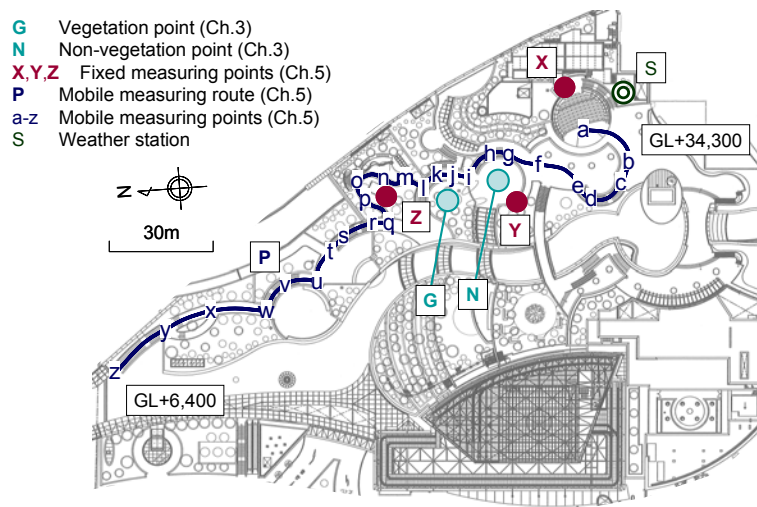 G Vegetation point (Ch.3)
N Non-vegetation point (Ch.3)
X,Y,Z Fixed measuring points (Ch.5)
P Mobile measuring route (Ch.5)
a-z Mobile measuring points (Ch.5)
S Weather station
N
30m
X
S
GL+34,300
a
b
c
d
e
f
g
h
i
j
k
l
m
n
o
p
q
r
s
t
u
v
w
x
y
z
Z
Y
P
G
N
GL+6,400